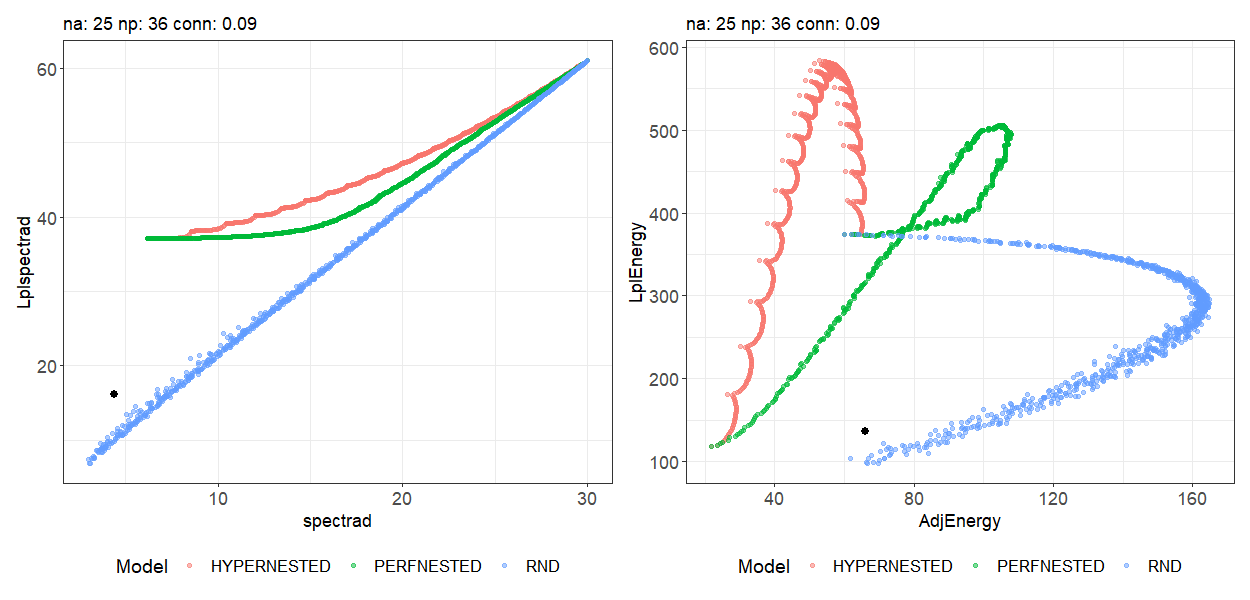 na: 25 np: 36 conn: 0.09
60
40
20
Lplspectrad
10 20 30
spectrad
Model HYPERNESTED PERFNESTED RND
na: 25 np: 36 conn: 0.09
600
500
400
300
200
100
LplEnergy
40 80 120 160
AdjEnergy
Model HYPERNESTED PERFNESTED RND